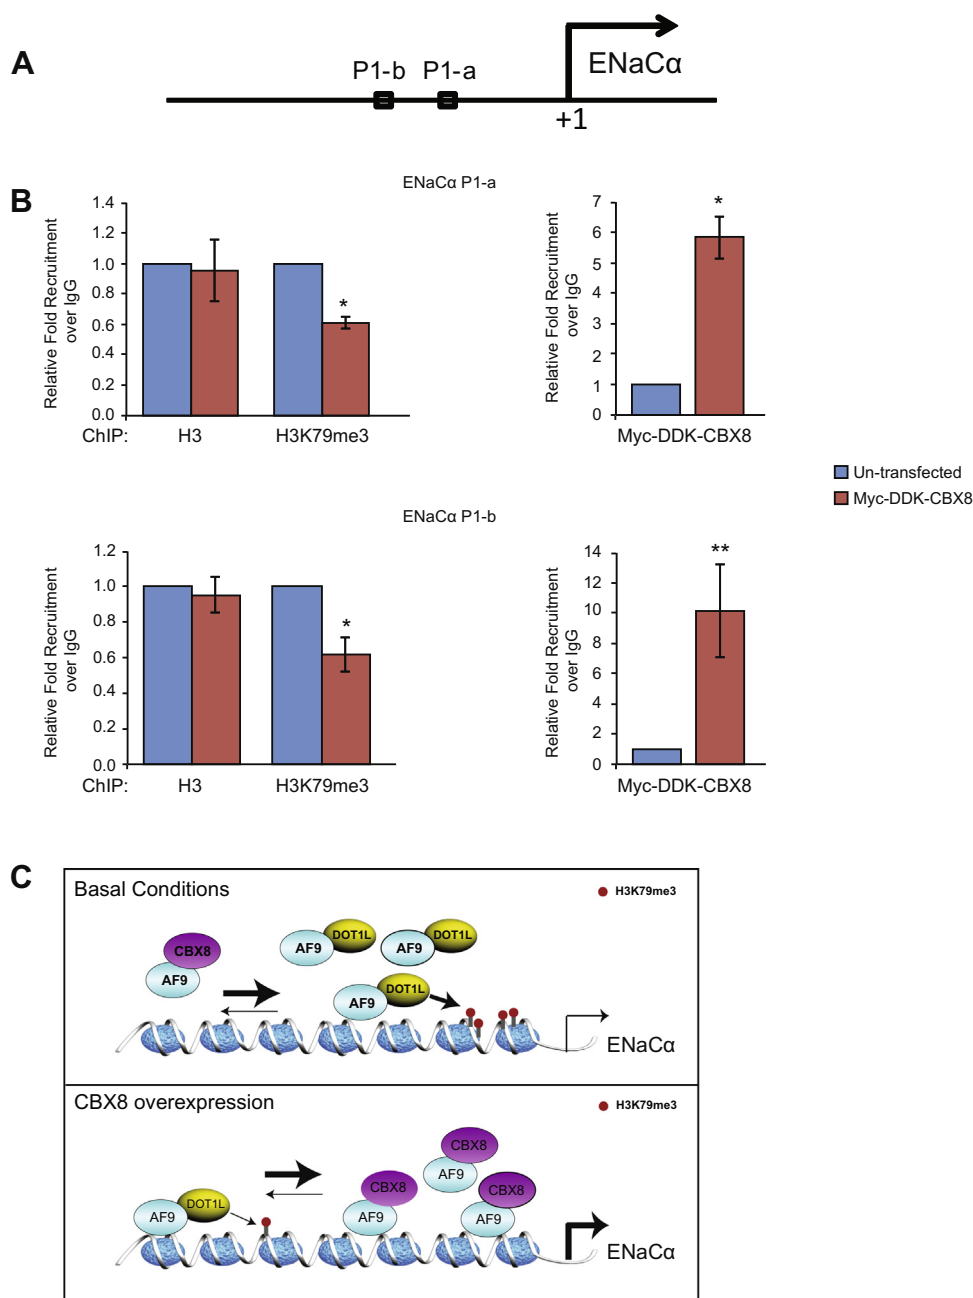 A
P1-b P1-a
ENaCα
+1
B
ENaCα P1-a
Relative Fold Recruitment
over IgG
1.4
1.2
1.0
0.8
0.6
0.4
0.2
0.0
*
ChIP: H3 H3K79me3
Relative Fold Recruitment
over IgG
7
6
5
4
3
2
1
0
*
Myc-DDK-CBX8
Un-transfected
Myc-DDK-CBX8
ENaCα P1-b
Relative Fold Recruitment
over IgG
1.2
1.0
0.8
0.6
0.4
0.2
0.0
*
ChIP: H3 H3K79me3
Relative Fold Recruitment
over IgG
14
12
10
8
6
4
2
0
**
Myc-DDK-CBX8
C
Basal Conditions
H3K79me3
CBX8
AF9
AF9 DOT1L
AF9 DOT1L
AF9 DOT1L
ENaCα
CBX8 overexpression
H3K79me3
AF9 DOT1L
CBX8
AF9
CBX8
AF9
CBX8
AF9
ENaCα